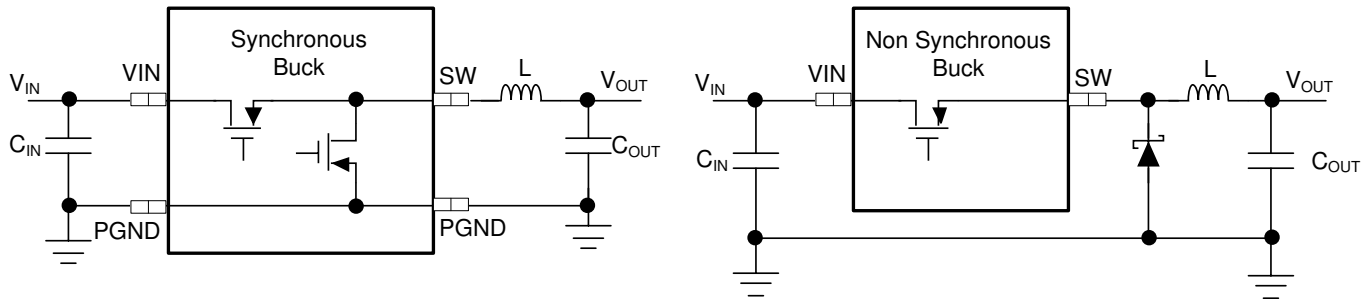 Synchronous
Buck
VIN
SW
L
V_IN
V_OUT
C_IN
C_OUT
PGND
PGND
Non Synchronous
Buck
VIN
SW
L
V_IN
V_OUT
C_IN
C_OUT